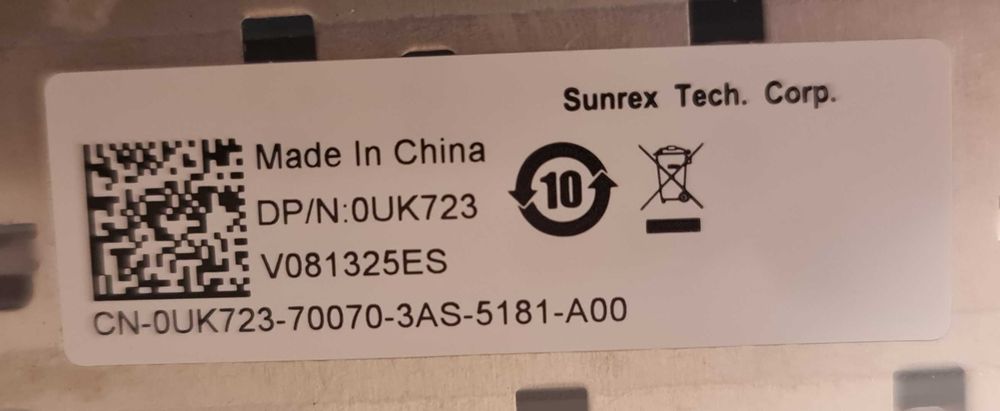 Sunrex Tech. Corp.
Made In China
10
DP/N:0UK723
V081325ES
CN-0UK723-70070-3AS-5181-A00